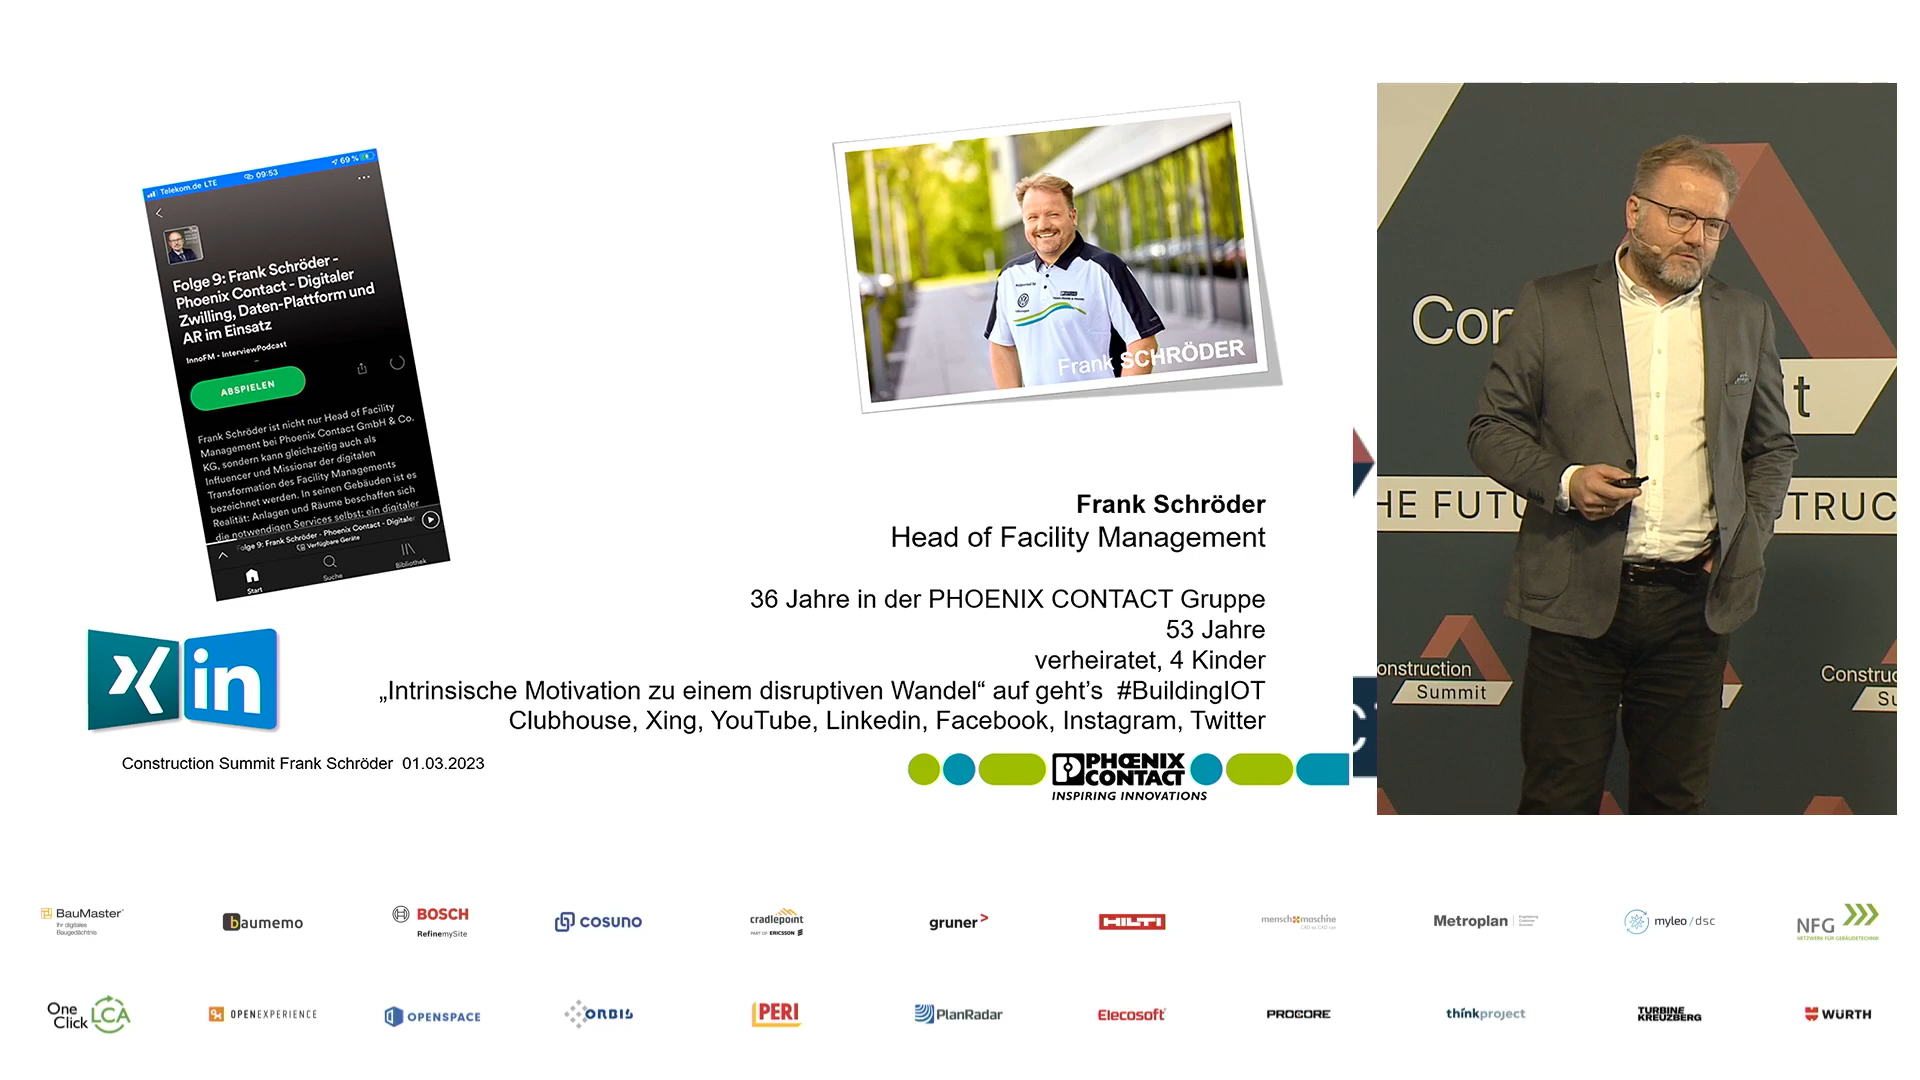 Telekom.de LTE
09:53
69 %
Folge 9: Frank Schröder -
Phoenix Contact - Digitaler
Zwilling, Daten-Plattform und
AR im Einsatz
InnoFM - InterviewPodcast
ABSPIELEN
Frank Schröder ist nicht nur Head of Facility
Management bei Phoenix Contact GmbH & Co.
KG, sondern kann gleichzeitig auch als
Influencer und Missionar der digitalen
Transformation des Facility Managements
bezeichnet werden. In seinen Gebäuden ist es
Realität: Anlagen und Räume beschaffen sich
die notwendigen Services selbst; ein digitaler
olge 9: Frank Schröder - Phoenix Contact - Digitaler
Verfügbare Geräte
Start
Suche
Bibliothek
Frank SCHRÖDER
Frank Schröder
Head of Facility Management
36 Jahre in der PHOENIX CONTACT Gruppe
53 Jahre
verheiratet, 4 Kinder
„Intrinsische Motivation zu einem disruptiven Wandel“ auf geht’s #BuildingIOT
Clubhouse, Xing, YouTube, Linkedin, Facebook, Instagram, Twitter
in
Construction Summit Frank Schröder 01.03.2023
PHŒNIX
CONTACT
INSPIRING INNOVATIONS
Cor
it
HE FUTU
TRUC
onstruction
Summit
Construc
Su
BauMaster
Ihr digitales
Baugedächtnis
baumemo
BOSCH
RefinemySite
COSUNO
cradlepoint
PART OF ERICSSON
gruner>
HILTI
mensch maschine
CAD as CAD can
Metroplan
Engineering
myleo / dsc
NFG
NETZWERK FÜR GEBÄUDETECHNIK
One
Click LCA
OPENEXPERIENCE
OPENSPACE
ORBIS
PERI
PlanRadar
Elecosoft
PROCORE
thinkproject
TURBINE
KREUZBERG
WÜRTH